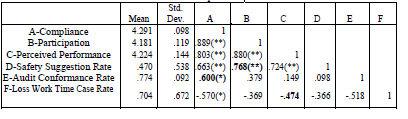 Mean Std. Dev. A B C D E F
A-Compliance 4.291 .098 1
B-Participation 4.181 .119 .889(**) 1
C-Perceived Performance 4.224 .144 .803(**) .880(**) 1
D-Safety Suggestion Rate .470 .538 .663(**) .768(**) .724(**) 1
E-Audit Conformance Rate .774 .092 .600(*) .379 .149 .098 1
F-Loss Work Time Case Rate .704 .672 -.570(*) -.369 -.474 -.366 -.518 1